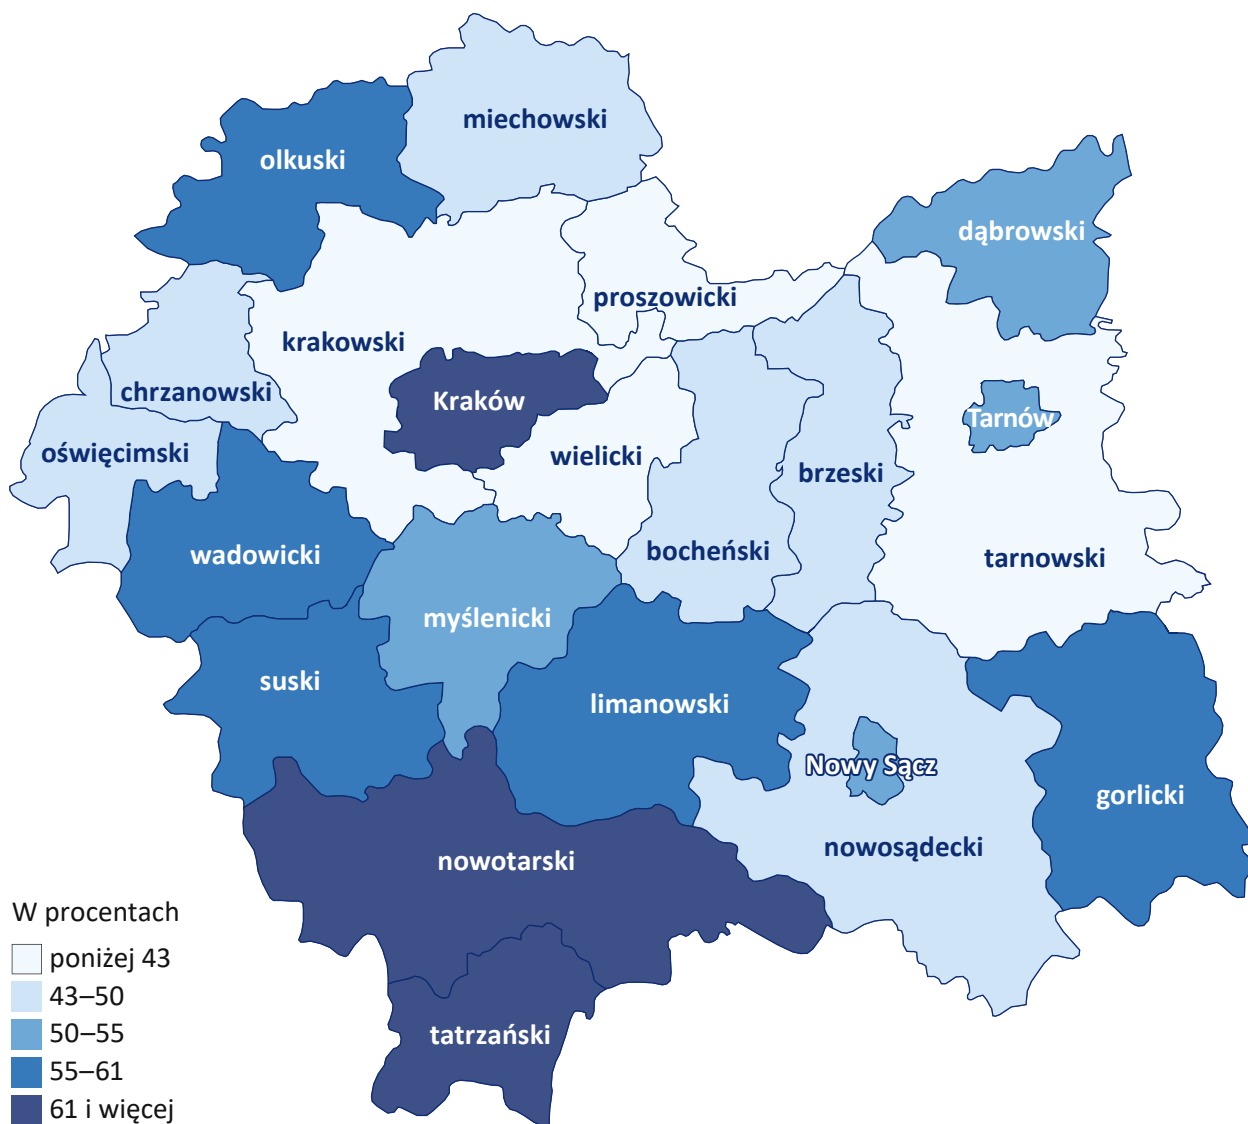 miechowski
olkuski
dąbrowski
proszowicki
krakowski
chrzanowski
Kraków
Tarnów
oświęcimski
wielicki
brzeski
wadowicki
bocheński
tarnowski
myślenicki
suski
limanowski
Nowy Sącz
gorlicki
nowosądecki
nowotarski
tatrzański
W procentach
poniżej 43
43–50
50–55
55–61
61 i więcej